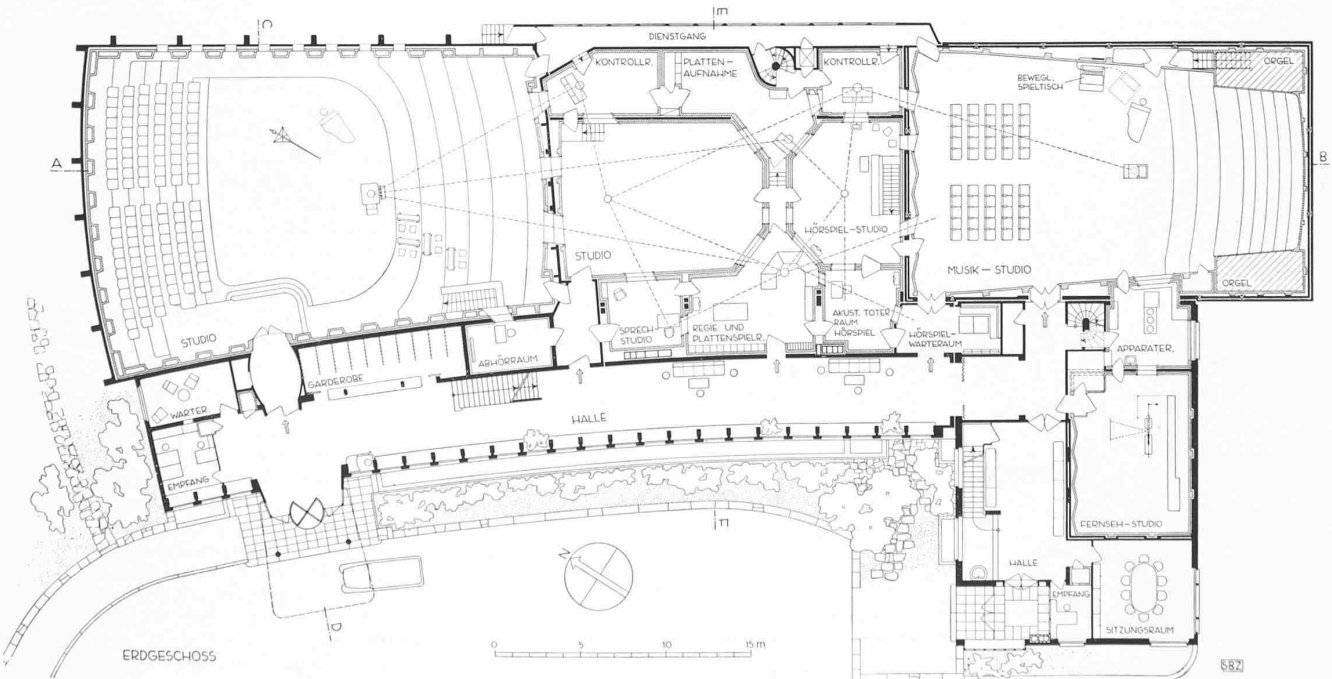 C
E
DIENSTGANG
KONTROLLR.
PLATTEN-
AUFNAHME
KONTROLLR.
BEWEGL.
SPIELTISCH
ORGEL
A
B
STUDIO
HÖRSPIEL-STUDIO
MUSIK-STUDIO
ORGEL
STUDIO
SPRECH
STUDIO
REGIE UND
PLATTENSPIELR.
AKUST. TOTER
RAUM
HÖRSPIEL
HÖRSPIEL-
WARTERAUM
APPARATER.
ABHÖRRAUM
GARDEROBE
WARTER.
HALLE
EMPFANG
FERNSEH-STUDIO
F
N
HALLE
EMPFANG
SITZUNGSRAUM
D
0 5 10 15 m
ERDGESCHOSS
SBZ